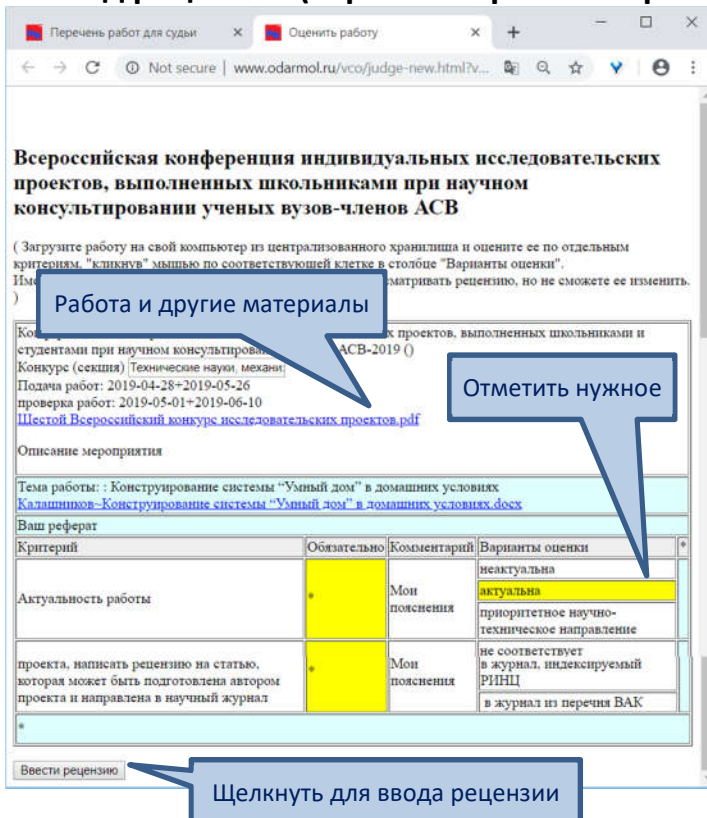 Перечень работ для судьи
Оценить работу
Not secure | www.odarmol.ru/vco/judge-new.html?v...
Всероссийская конференция индивидуальных исследовательских
проектов, выполненных школьниками при научном
консультировании ученых вузов-членов АСВ
( Загрузите работу на свой компьютер из централизованного хранилища и оцените ее по отдельным
критериям, "кликнув" мышью по соответствующей клетке в столбце "Варианты оценки".
сматривать рецензию, но не сможете ее изменить.
)
Работа и другие материалы
х проектов, выполненных школьниками и
студентами при научном АСВ-2019 ()
Конкурс (секция) Технические науки, механи
Отметить нужное
Подача работ: 2019-04-28+2019-05-26
проверка работ: 2019-05-01+2019-06-10
Шестой Всероссийский конкурс исследовательских проектов.pdf
Описание мероприятия
Тема работы: : Конструирование системы “Умный дом” в домашних условиях
Калашников~Конструирование системы “Умный дом” в домашних условиях.docx
Ваш реферат
Критерий Обязательно Комментарий Варианты оценки *
Актуальность работы * Мои пояснения
неактуальна
актуальна
приоритетное научно-
техническое направление
проекта, написать рецензию на статью,
которая может быть подготовлена автором
проекта и направлена в научный журнал
* Мои пояснения
не соответствует
в журнал, индексируемый
РИНЦ
в журнал из перечня ВАК
*
Ввести рецензию
Щелкнуть для ввода рецензии